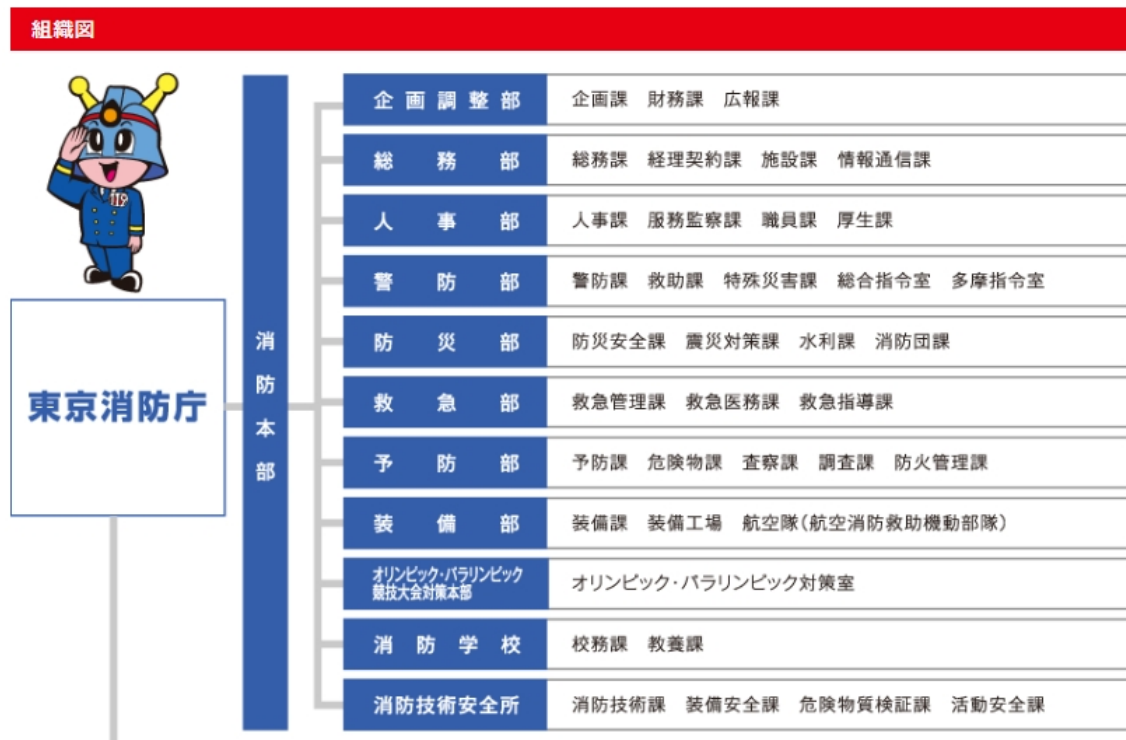 組織図
119
東京消防庁
消防本部
企画調整部 企画課 財務課 広報課
総務部 総務課 経理契約課 施設課 情報通信課
人事部 人事課 服務監察課 職員課 厚生課
警防部 警防課 救助課 特殊災害課 総合指令室 多摩指令室
防災部 防災安全課 震災対策課 水利課 消防団課
救急部 救急管理課 救急医務課 救急指導課
予防部 予防課 危険物課 査察課 調査課 防火管理課
装備部 装備課 装備工場 航空隊(航空消防救助機動部隊)
オリンピック・パラリンピック
競技大会対策本部 オリンピック・パラリンピック対策室
消防学校 校務課 教養課
消防技術安全所 消防技術課 装備安全課 危険物質検証課 活動安全課